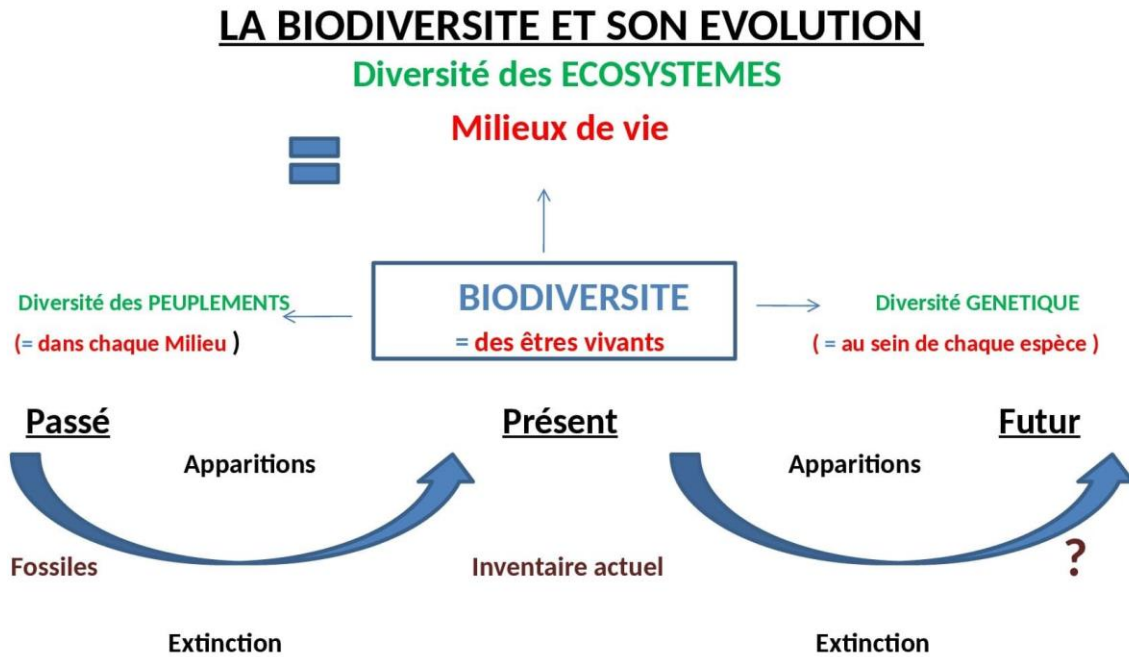 LA BIODIVERSITE ET SON EVOLUTION
Diversité des ECOSYSTEMES
Milieux de vie
BIODIVERSITE
= des êtres vivants
Diversité des PEUPLEMENTS
(= dans chaque Milieu )
Diversité GENETIQUE
( = au sein de chaque espèce )
Passé
Présent
Futur
Apparitions
Apparitions
Fossiles
Inventaire actuel
?
Extinction
Extinction